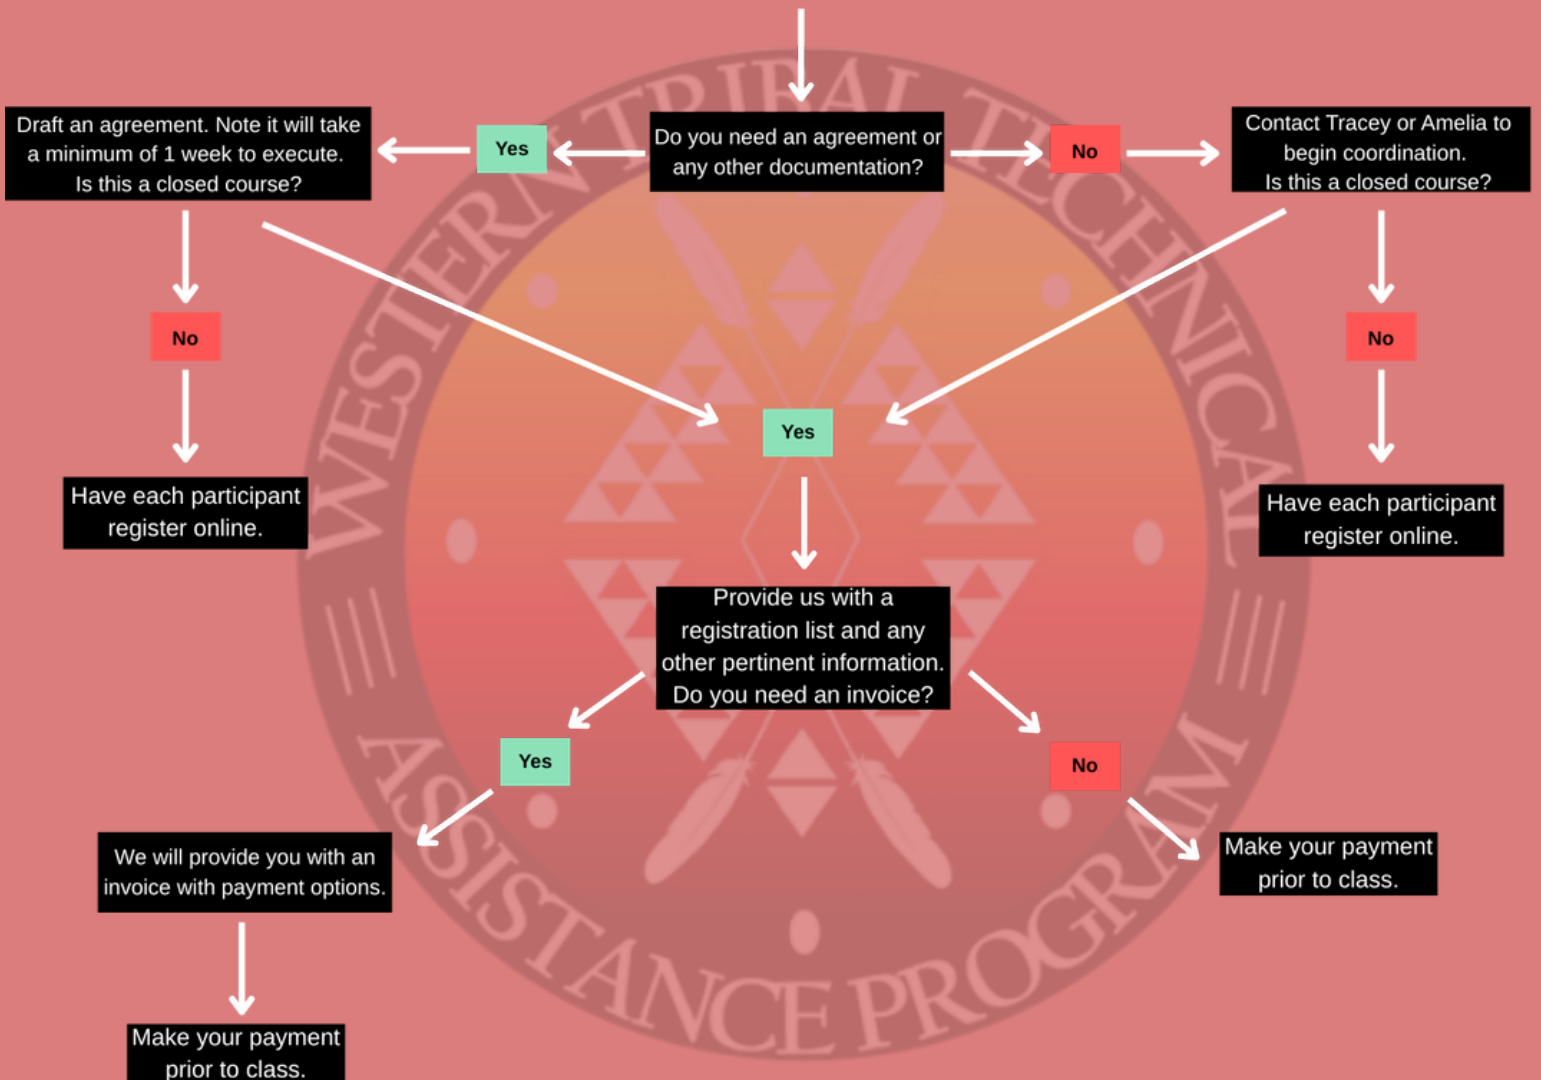 Do you need an agreement or
any other documentation?
Yes
No
Draft an agreement. Note it will take
a minimum of 1 week to execute.
Is this a closed course?
Contact Tracey or Amelia to
begin coordination.
Is this a closed course?
No
No
Yes
Have each participant
register online.
Have each participant
register online.
Provide us with a
registration list and any
other pertinent information.
Do you need an invoice?
Yes
No
We will provide you with an
invoice with payment options.
Make your payment
prior to class.
Make your payment
prior to class.
WESTERN TRIBAL TECHNICAL
ASSISTANCE PROGRAM